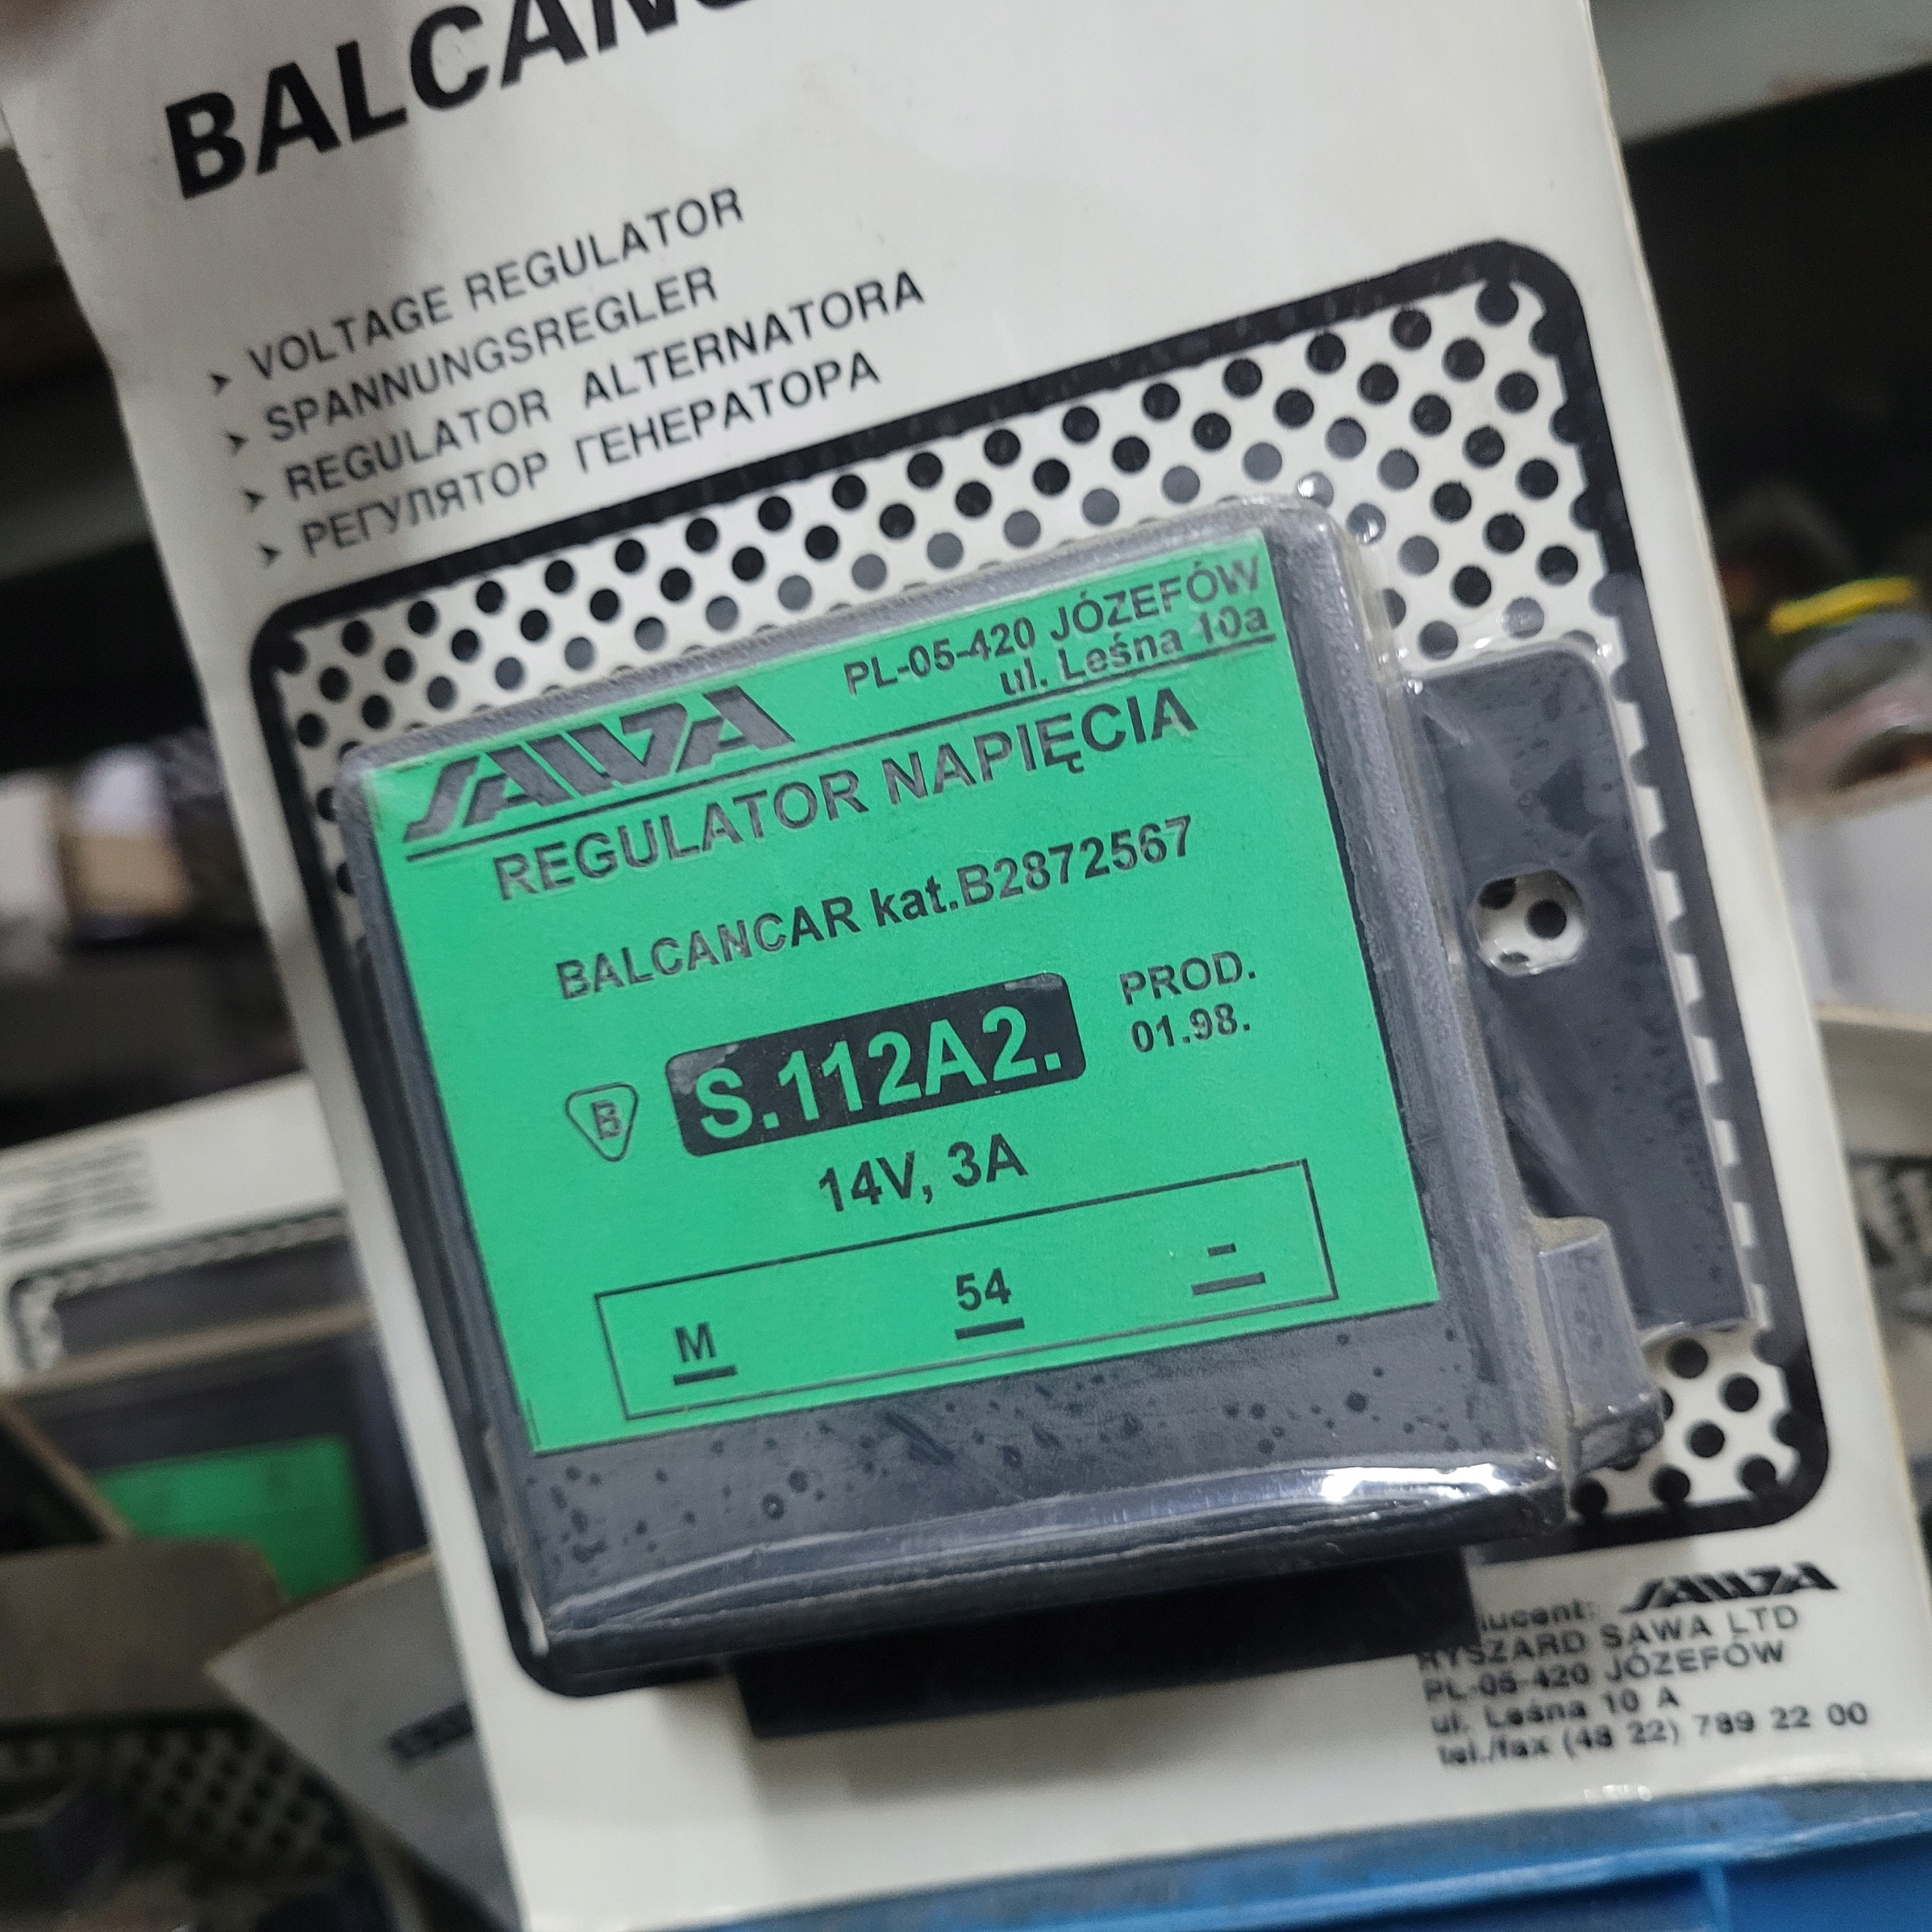 BALCANC
➤ VOLTAGE REGULATOR
➤ SPANNUNGSREGLER
➤ REGULATOR ALTERNATORA
➤ РЕГУЛЯТОР ГЕНЕРАТОРА
SAWA
PL-05-420 JÓZEFÓW
ul. Leśna 10a
REGULATOR NAPIĘCIA
BALCANCAR kat.B2872567
B
S.112A2.
PROD.
01.98.
14V, 3A
M 54 -
ducent: SAWA
RYSZARD SAWA LTD
PL-05-420 JÓZEFÓW
ul. Leśna 10 A
tel./fax (48 22) 789 22 00